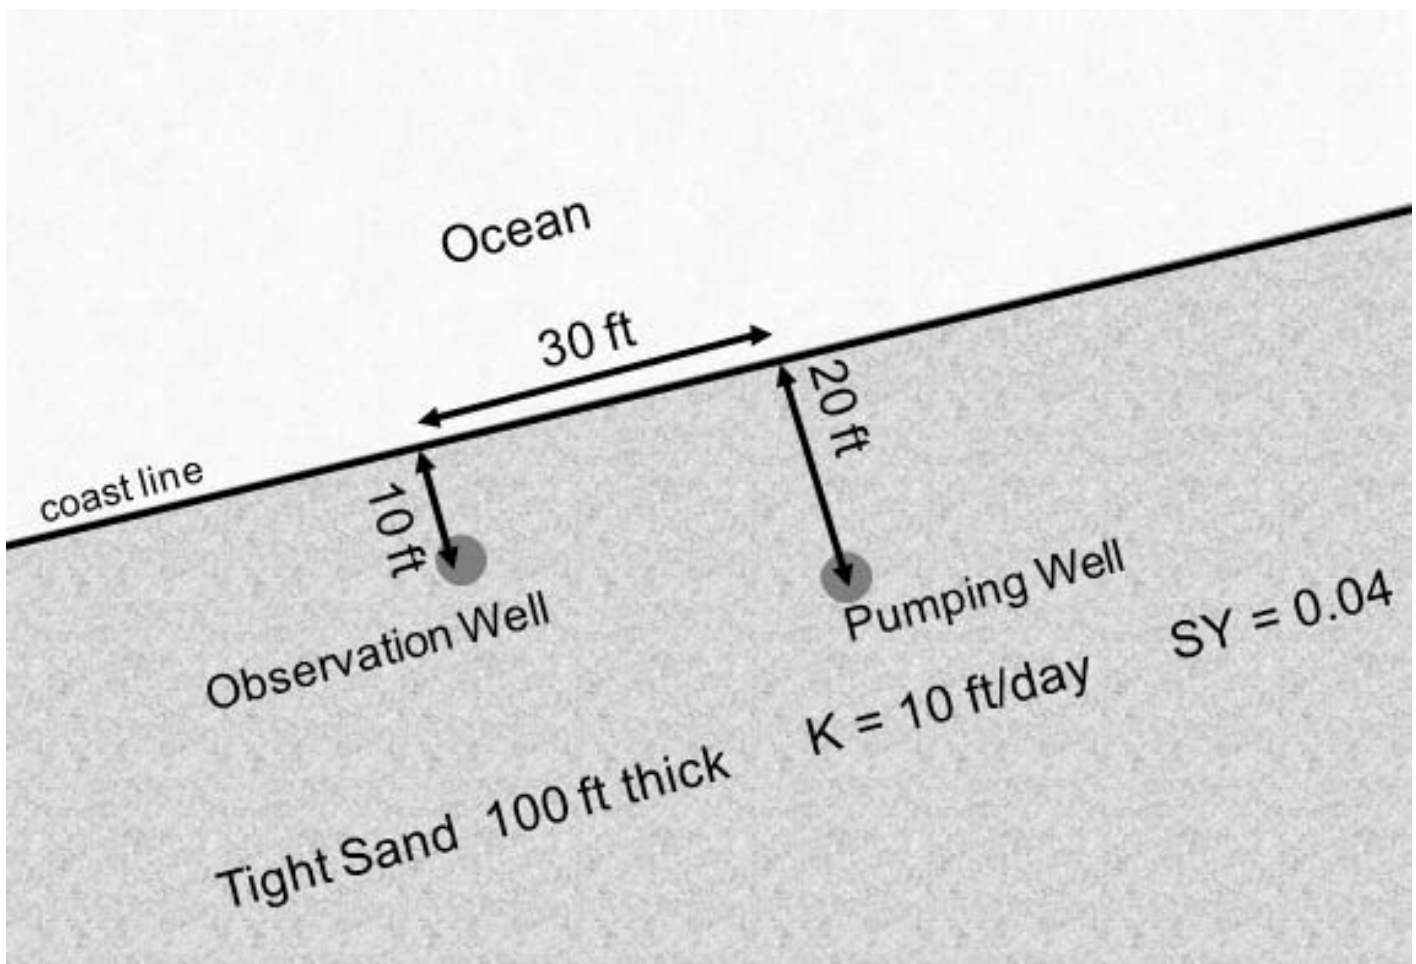 Ocean
30 ft
20 ft
coast line
10 ft
Observation Well
Pumping Well
SY = 0.04
K = 10 ft/day
Tight Sand 100 ft thick